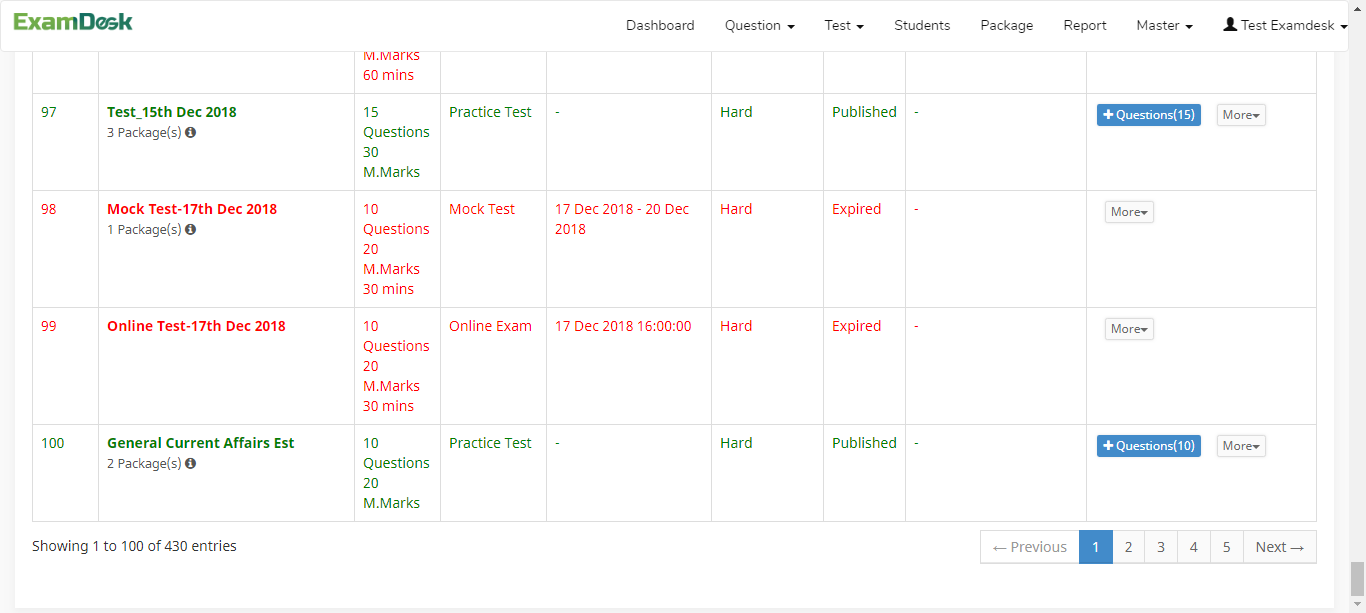 ExamDesk
Dashboard Question Test Students Package Report Master Test Examdesk
M.Marks
60 mins
97 Test_15th Dec 2018 15 Practice Test - Hard Published - Questions(15) More
3 Package(s) Questions
30
M.Marks
98 Mock Test-17th Dec 2018 10 Mock Test 17 Dec 2018 - 20 Dec Hard Expired - More
1 Package(s) Questions 2018
20
M.Marks
30 mins
99 Online Test-17th Dec 2018 10 Online Exam 17 Dec 2018 16:00:00 Hard Expired - More
Questions
20
M.Marks
30 mins
100 General Current Affairs Est 10 Practice Test - Hard Published - Questions(10) More
2 Package(s) Questions
20
M.Marks
Showing 1 to 100 of 430 entries ← Previous 1 2 3 4 5 Next →